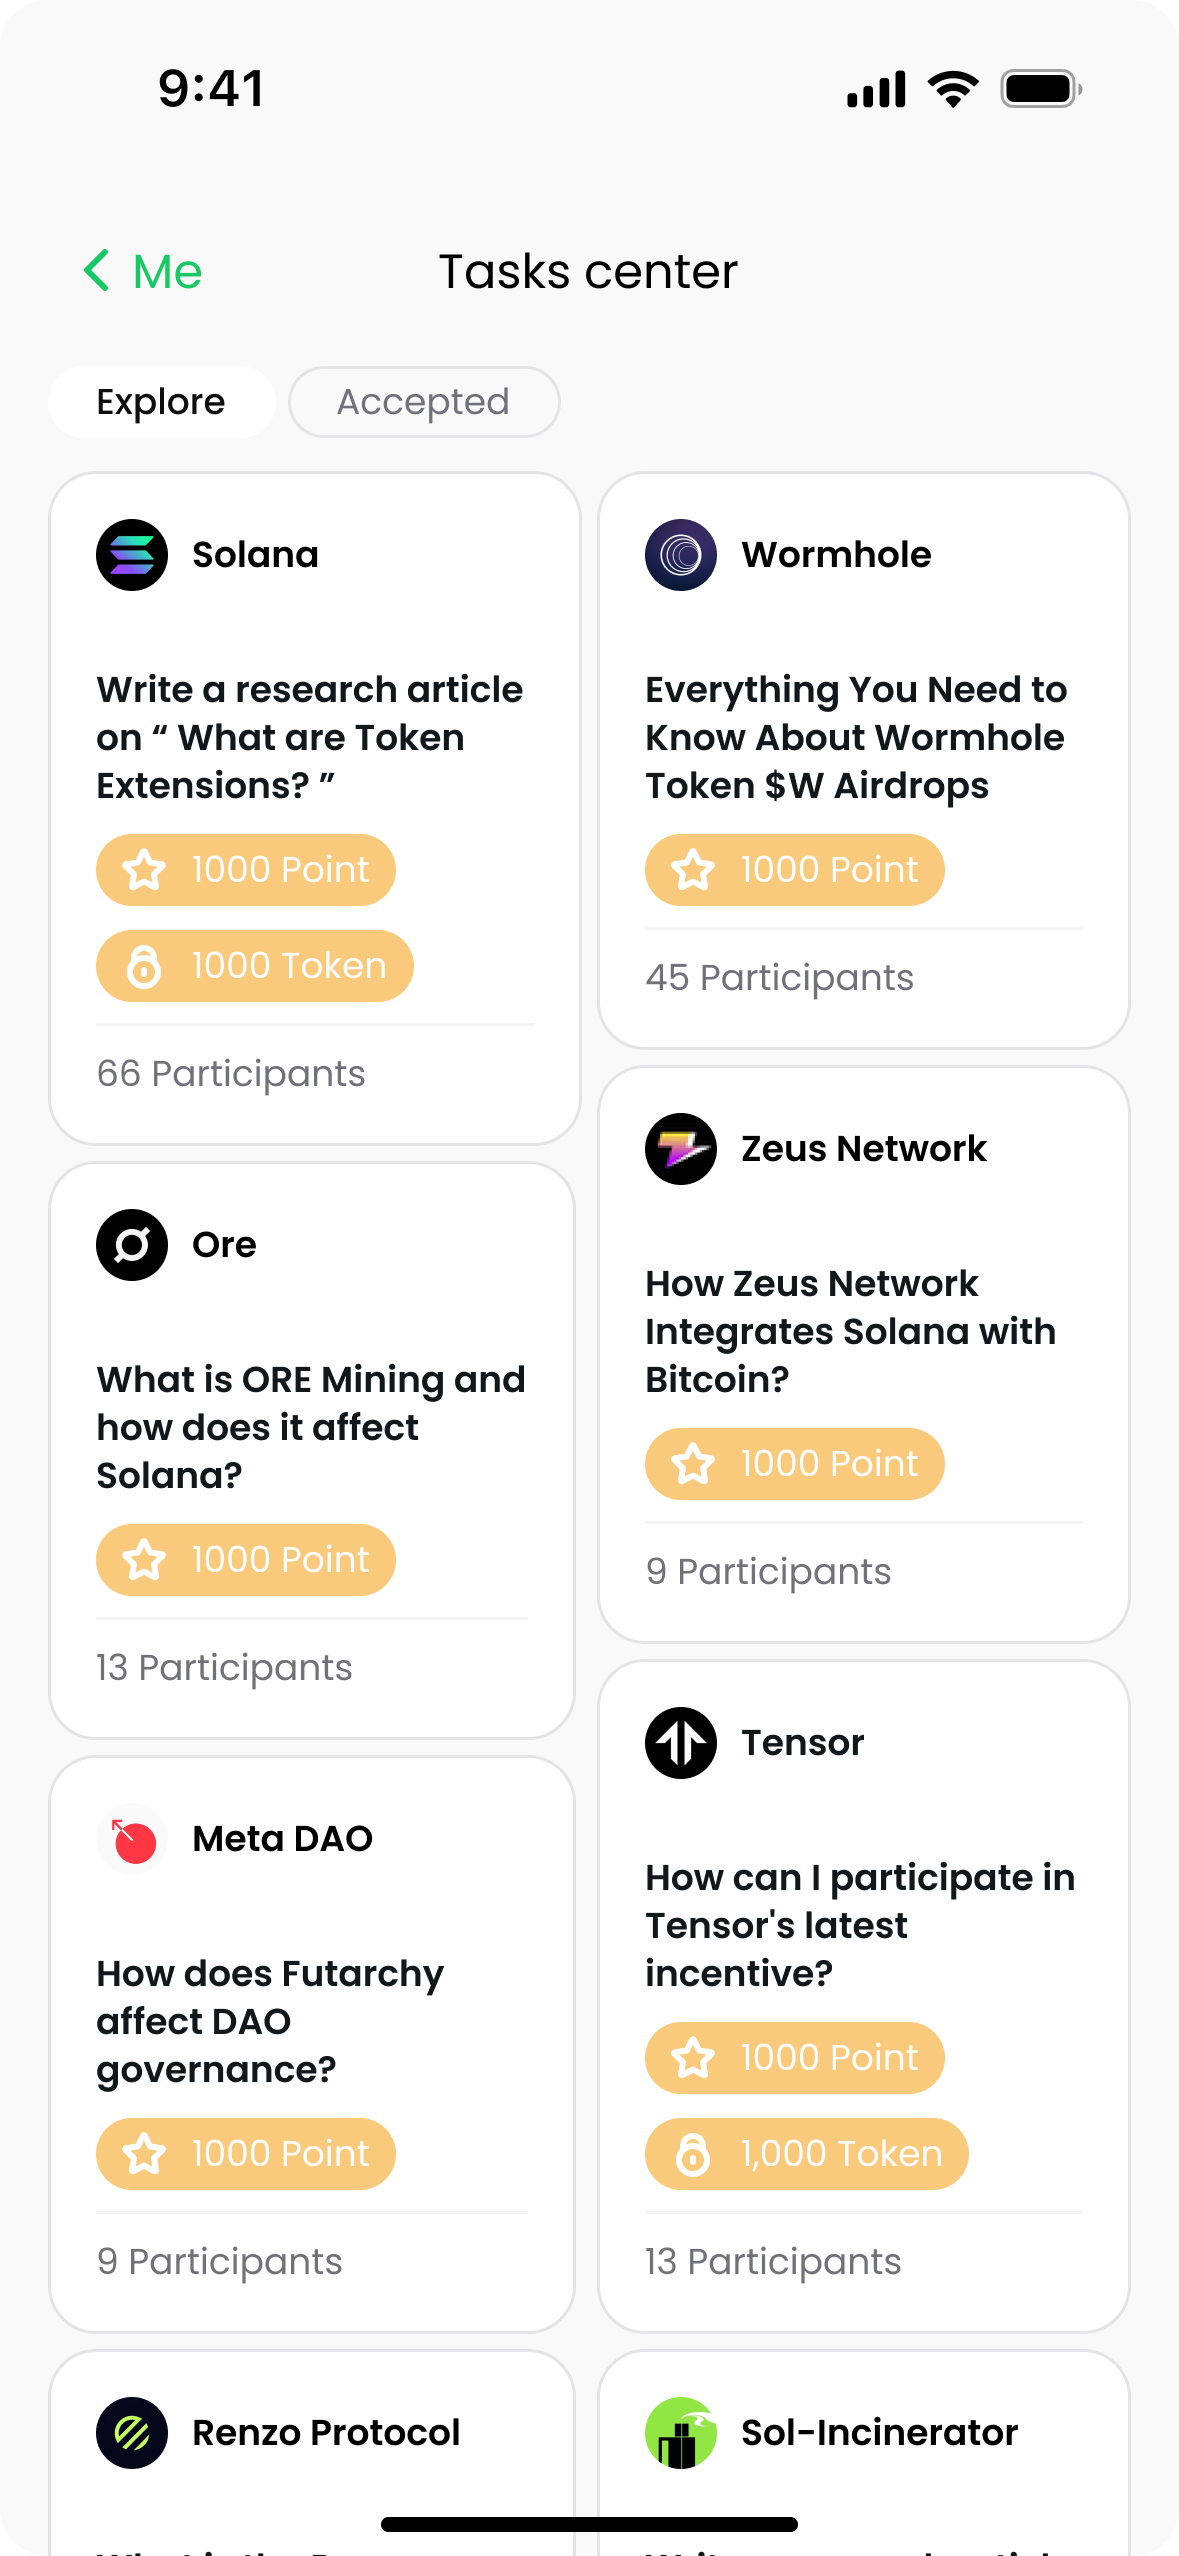 9:41
Me
Tasks center
Explore
Accepted
Solana
Write a research article
on “ What are Token
Extensions? ”
1000 Point
1000 Token
66 Participants
Wormhole
Everything You Need to
Know About Wormhole
Token $W Airdrops
1000 Point
45 Participants
Ore
What is ORE Mining and
how does it affect
Solana?
1000 Point
13 Participants
Zeus Network
How Zeus Network
Integrates Solana with
Bitcoin?
1000 Point
9 Participants
Meta DAO
How does Futarchy
affect DAO
governance?
1000 Point
9 Participants
Tensor
How can I participate in
Tensor's latest
incentive?
1000 Point
1,000 Token
13 Participants
Renzo Protocol
Sol-Incinerator